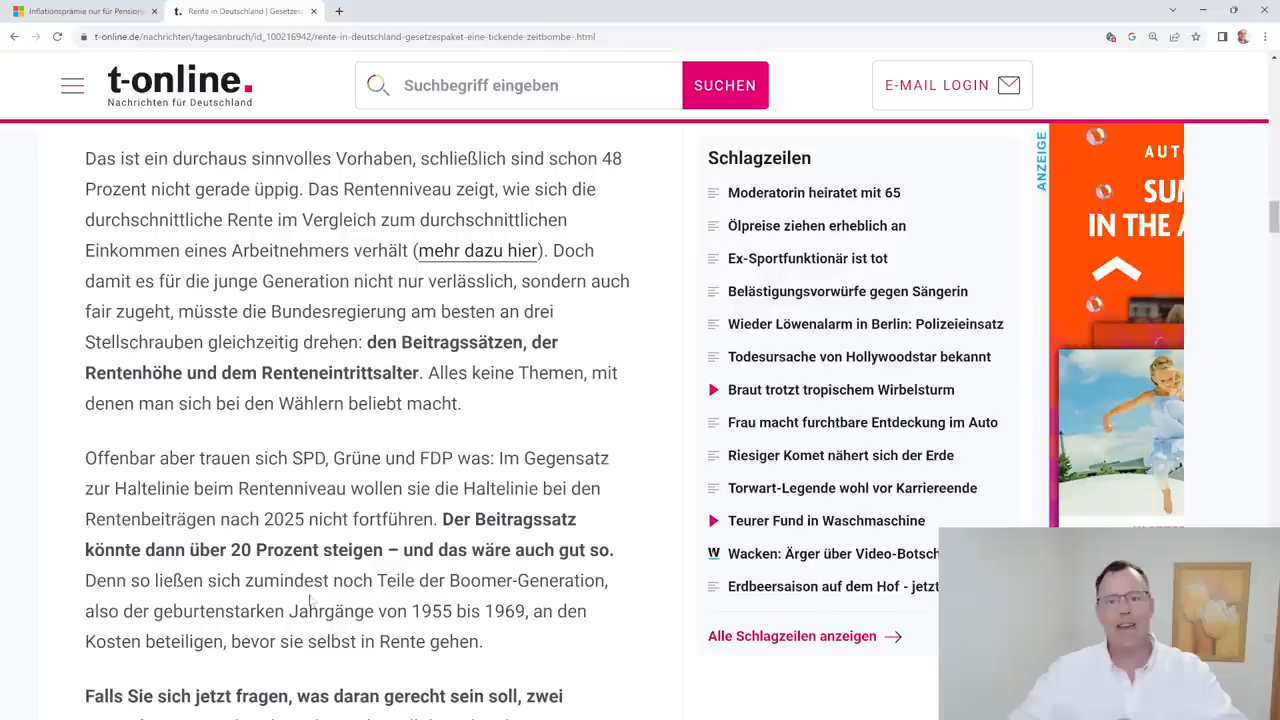 Inflationsprämie nur für Pension
Rente in Deutschland | Gesetzesp
t-online.de/nachrichten/tagesanbruch/id_100216942/rente-in-deutschland-gesetzespaket-eine-tickende-zeitbombe-.html
t-online.
Nachrichten für Deutschland
Suchbegriff eingeben
SUCHEN
E-MAIL LOGIN
Das ist ein durchaus sinnvolles Vorhaben, schließlich sind schon 48
Prozent nicht gerade üppig. Das Rentenniveau zeigt, wie sich die
durchschnittliche Rente im Vergleich zum durchschnittlichen
Einkommen eines Arbeitnehmers verhält (mehr dazu hier). Doch
damit es für die junge Generation nicht nur verlässlich, sondern auch
fair zugeht, müsste die Bundesregierung am besten an drei
Stellschrauben gleichzeitig drehen: den Beitragssätzen, der
Rentenhöhe und dem Renteneintrittsalter. Alles keine Themen, mit
denen man sich bei den Wählern beliebt macht.
Offenbar aber trauen sich SPD, Grüne und FDP was: Im Gegensatz
zur Haltelinie beim Rentenniveau wollen sie die Haltelinie bei den
Rentenbeiträgen nach 2025 nicht fortführen. Der Beitragssatz
könnte dann über 20 Prozent steigen – und das wäre auch gut so.
Denn so ließen sich zumindest noch Teile der Boomer-Generation,
also der geburtenstarken Jahrgänge von 1955 bis 1969, an den
Kosten beteiligen, bevor sie selbst in Rente gehen.
Falls Sie sich jetzt fragen, was daran gerecht sein soll, zwei
Schlagzeilen
Moderatorin heiratet mit 65
Ölpreise ziehen erheblich an
Ex-Sportfunktionär ist tot
Belästigungsvorwürfe gegen Sängerin
Wieder Löwenalarm in Berlin: Polizeieinsatz
Todesursache von Hollywoodstar bekannt
Braut trotzt tropischem Wirbelsturm
Frau macht furchtbare Entdeckung im Auto
Riesiger Komet nähert sich der Erde
Torwart-Legende wohl vor Karriereende
Teurer Fund in Waschmaschine
W Wacken: Ärger über Video-Botsch
Erdbeersaison auf dem Hof - jetzt
Alle Schlagzeilen anzeigen
ANZEIGE
AUT
SUM
IN THE A